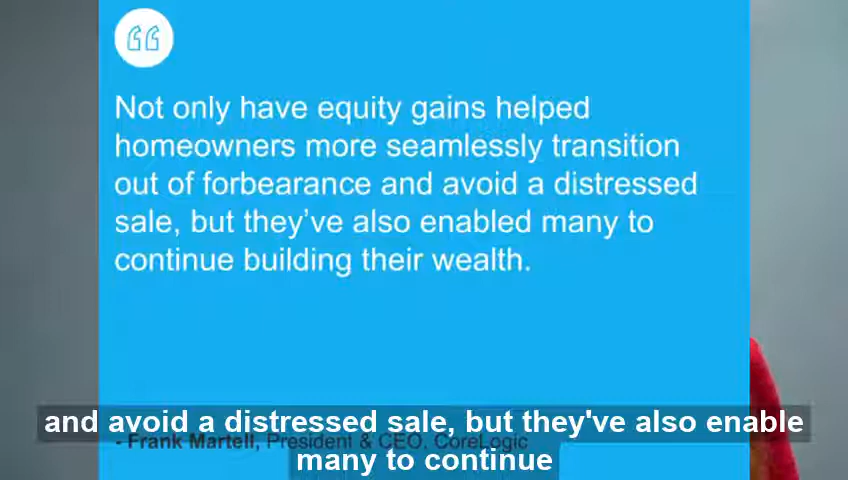 Not only have equity gains helped
homeowners more seamlessly transition
out of forbearance and avoid a distressed
sale, but they've also enabled many to
continue building their wealth.
and avoid a distressed sale, but they've also enable
- Frank Martell, President & CEO, CoreLogic
many to continue